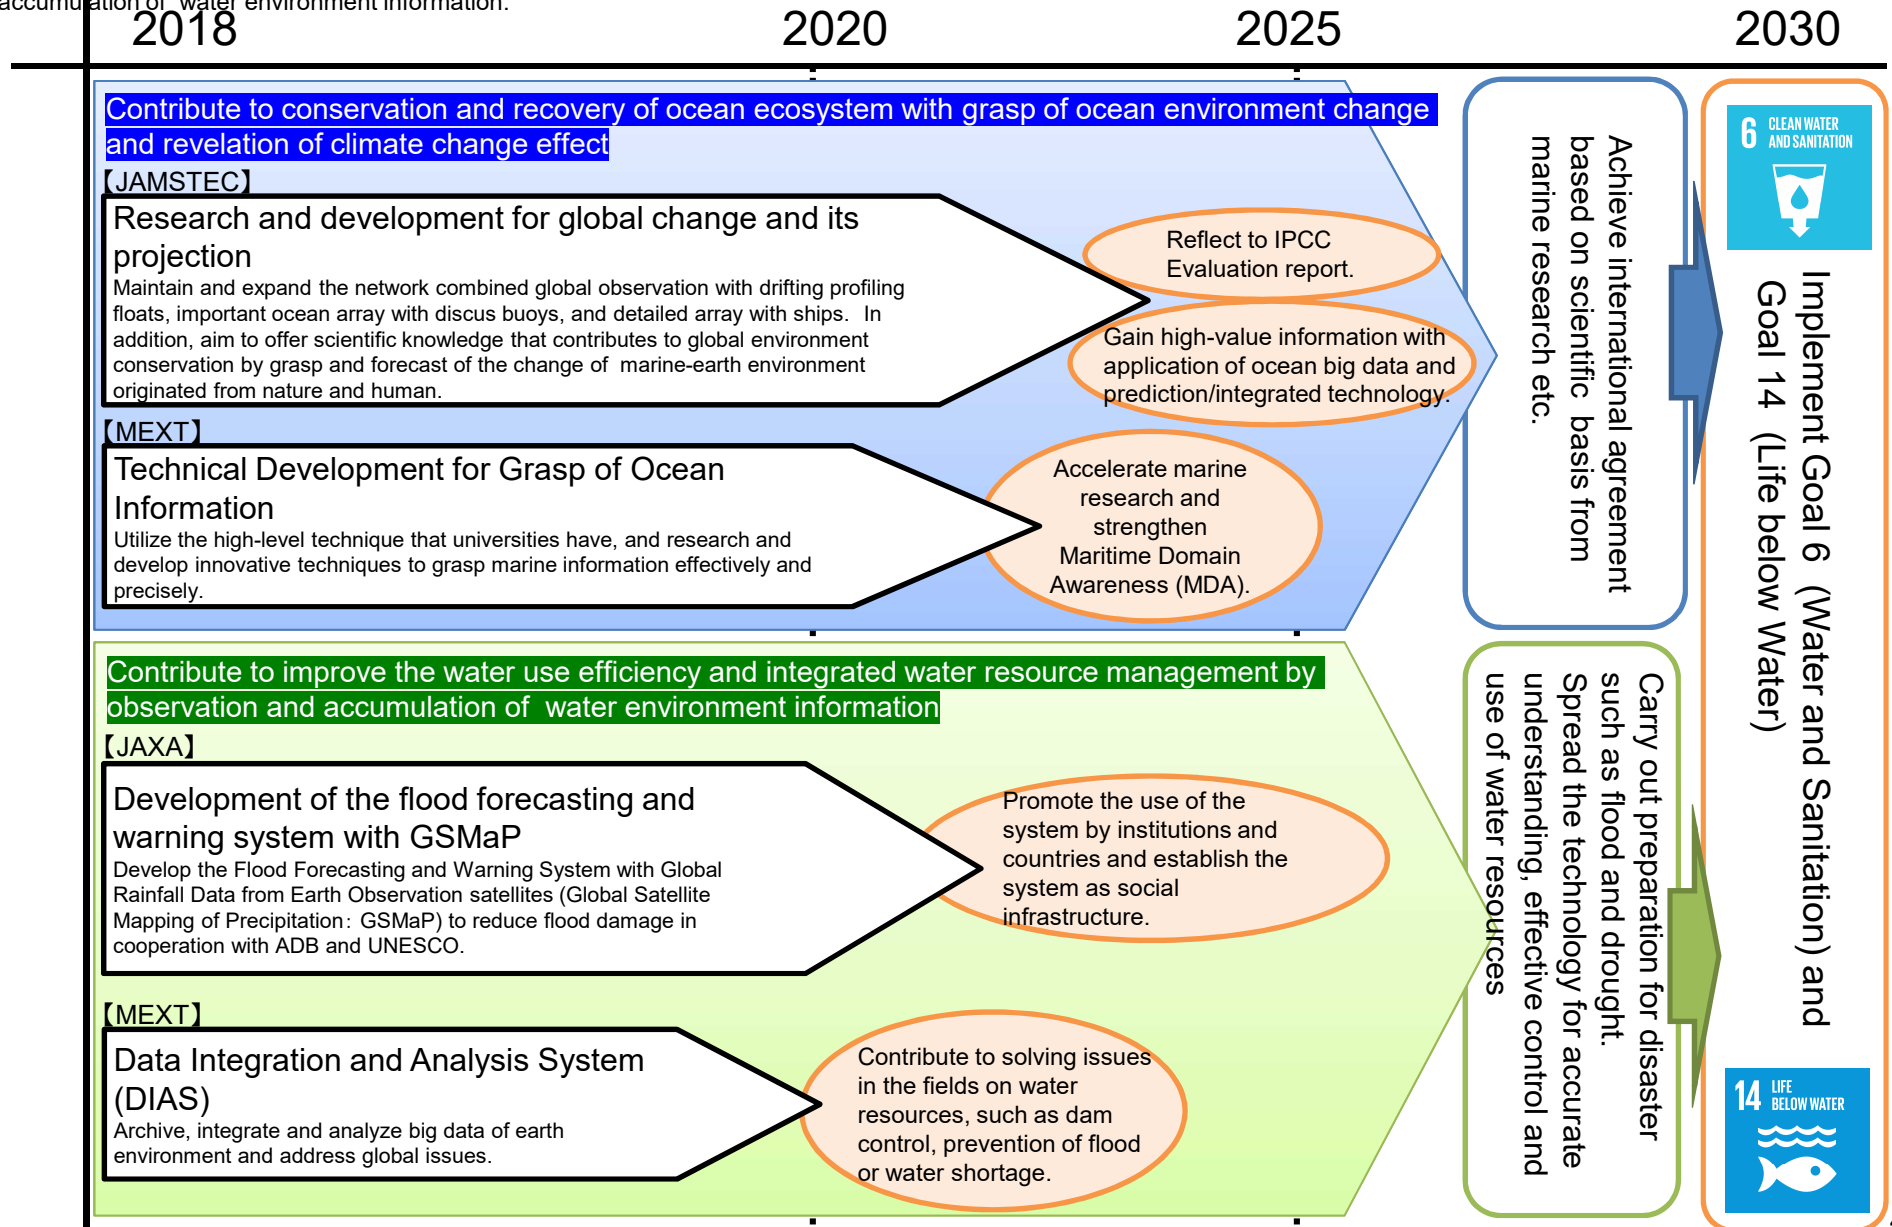 accumulation of  water environment information.
2018
2020
2025
2030
Contribute to conservation and recovery of ocean ecosystem with grasp of ocean environment change
and revelation of climate change effect
【JAMSTEC】
Research and development for global change and its
projection
Maintain and expand the network combined global observation with drifting profiling
floats, important ocean array with discus buoys, and detailed array with ships.  In
addition, aim to offer scientific knowledge that contributes to global environment
conservation by grasp and forecast of the change of  marine-earth environment
originated from nature and human.
Reflect to IPCC
Evaluation report.
Gain high-value information with
application of ocean big data and
prediction/integrated technology.
【MEXT】
Technical Development for Grasp of Ocean
Information
Utilize the high-level technique that universities have, and research and
develop innovative techniques to grasp marine information effectively and
precisely.
Accelerate marine
research and
strengthen
Maritime Domain
Awareness (MDA).
Achieve international agreement
based on scientific  basis from
marine research etc.
Contribute to improve the water use efficiency and integrated water resource management by
observation and accumulation of  water environment information
【JAXA】
Development of the flood forecasting and
warning system with GSMaP
Develop the Flood Forecasting and Warning System with Global
Rainfall Data from Earth Observation satellites (Global Satellite
Mapping of Precipitation: GSMaP) to reduce flood damage in
cooperation with ADB and UNESCO.
Promote the use of the
system by institutions and
countries and establish the
system as social
infrastructure.
【MEXT】
Data Integration and Analysis System
(DIAS)
Archive, integrate and analyze big data of earth
environment and address global issues.
Contribute to solving issues
in the fields on water
resources, such as dam
control, prevention of flood
or water shortage.
Carry out preparation for disaster
such as flood and drought.
Spread the technology for accurate
understanding, effective control and
use of water resources
6 CLEAN WATER
AND SANITATION
Implement Goal 6  (Water and Sanitation) and
Goal 14  (Life below Water)
14 LIFE
BELOW WATER